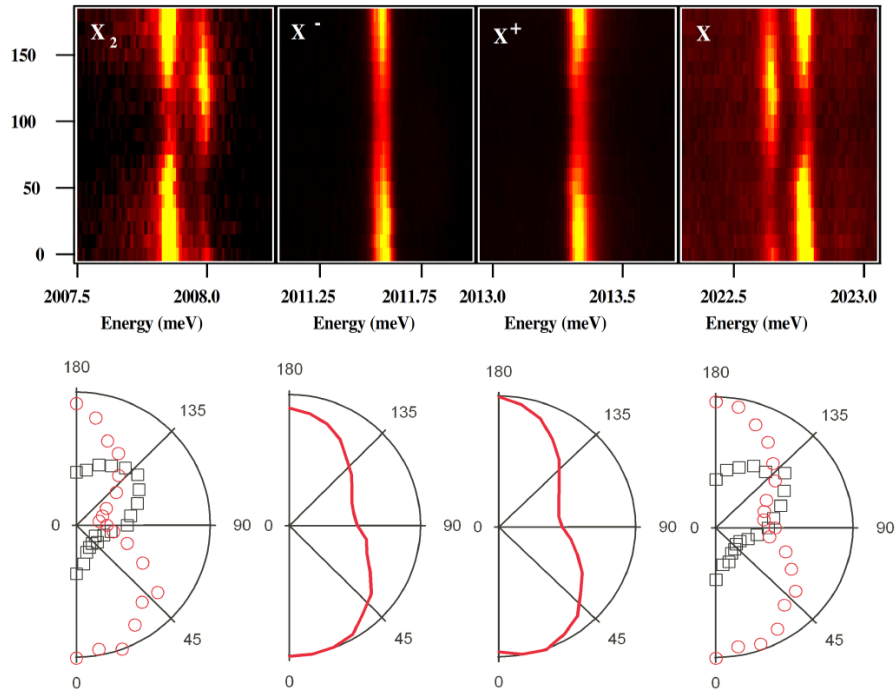 X₂ X⁻ X⁺ X
150
100
50
0
2007.5 2008.0 2011.25 2011.75 2013.0 2013.5 2022.5 2023.0
Energy (meV) Energy (meV) Energy (meV) Energy (meV)
180 180 180 180
135 135 135 135
0 90 0 90 0 90 0 90
45 45 45 45
0 0 0 0